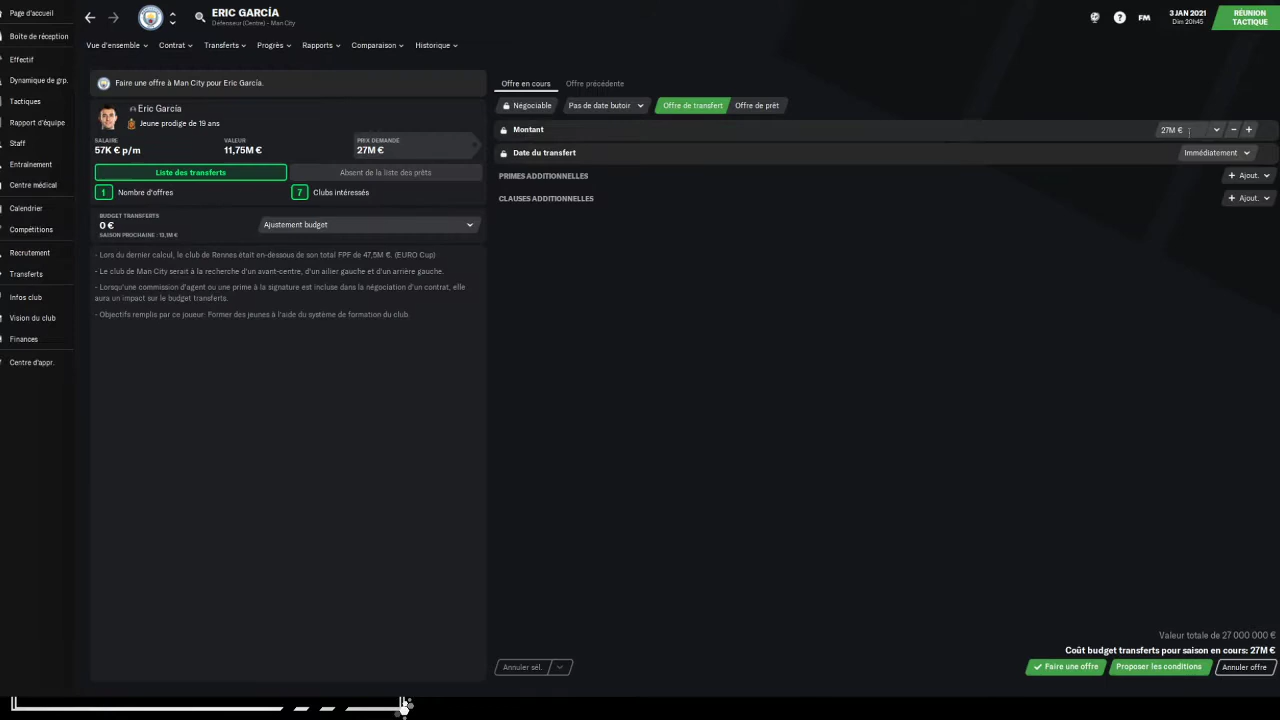 Page d'accueil
Boîte de réception
Effectif
Dynamique de grp.
Tactiques
Rapport d'équipe
Staff
Entraînement
Centre médical
Calendrier
Compétitions
Recrutement
Transferts
Infos club
Vision du club
Finances
Centre d'appr.
ERIC GARCÍA
Défenseur (Centre) - Man City
3 JAN 2021
Dim 20h45
FM
RÉUNION
TACTIQUE
Vue d'ensemble
Contrat
Transferts
Progrès
Rapports
Comparaison
Historique
Faire une offre à Man City pour Eric García.
Eric García
Jeune prodige de 19 ans
SALAIRE
57K € p/m
VALEUR
11,75M €
PRIX DEMANDÉ
27M €
Liste des transferts
Absent de la liste des prêts
1 Nombre d'offres
7 Clubs intéressés
BUDGET TRANSFERTS
0 €
SAISON PROCHAINE : 13,1M €
Ajustement budget
- Lors du dernier calcul, le club de Rennes était en-dessous de son total FPF de 47,5M €. (EURO Cup)
- Le club de Man City serait à la recherche d'un avant-centre, d'un ailier gauche et d'un arrière gauche.
- Lorsqu'une commission d'agent ou une prime à la signature est incluse dans la négociation d'un contrat, elle
aura un impact sur le budget transferts.
- Objectifs remplis par ce joueur: Former des jeunes à l'aide du système de formation du club.
Offre en cours
Offre précédente
Négociable
Pas de date butoir
Offre de transfert
Offre de prêt
Montant
27M €
Date du transfert
Immédiatement
PRIMES ADDITIONNELLES
Ajout.
CLAUSES ADDITIONNELLES
Ajout.
Valeur totale de 27 000 000 €
Coût budget transferts pour saison en cours: 27M €
Annuler sél.
Faire une offre
Proposer les conditions
Annuler offre